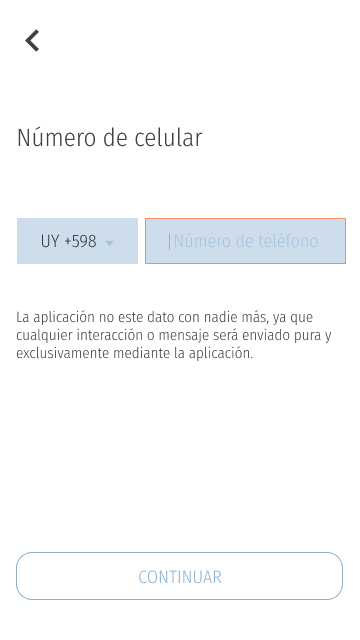 Número de celular
UY +598
Número de teléfono
La aplicación no este dato con nadie más, ya que
cualquier interacción o mensaje será enviado pura y
exclusivamente mediante la aplicación.
CONTINUAR